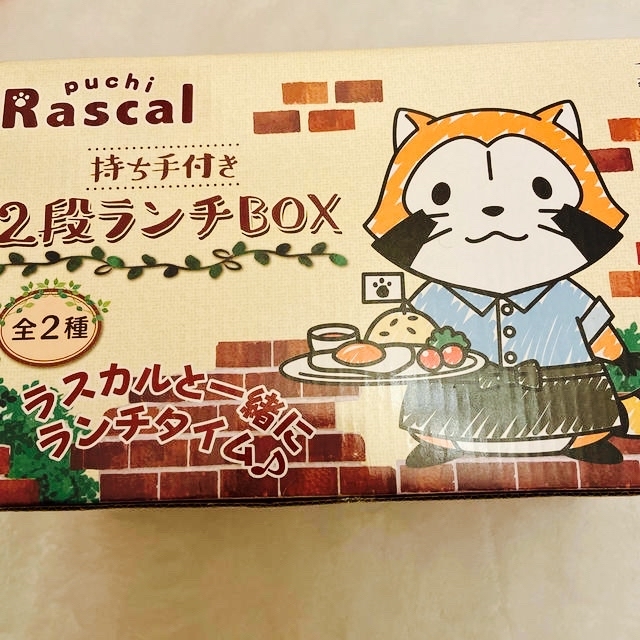 puchi
Rascal
持ち手付き
2段ランチBOX
全2種
ラスカルと一緒に
ランチタイム♪